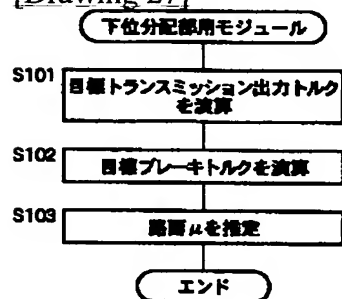 [Drawing 27]
下位分配部用モジュール
S101
目標トランスミッション出力トルク
を演算
S102
目標ブレーキトルクを演算
S103
路面μを推定
エンド